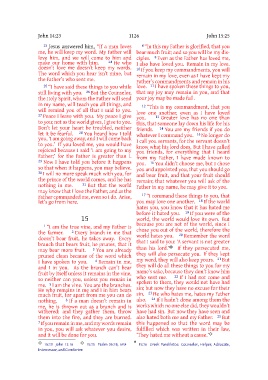 John 14:23
1126
John 15:25
23 Jesus answered him, "If a man loves
me, he will keep my word. My Father will
love him, and we will come to him and
make our home with him. 24 He who
doesn't love me doesn't keep my words.
The word which you hear isn't mine, but
the Father's who sent me.
25 "I have said these things to you while
still living with you. 26 But the Counselor,
the Holy Spirit, whom the Father will send
in my name, will teach you all things, and
will remind you of all that I said to you.
27 Peace I leave with you. My peace I give
to you; not as the world gives, I give to you.
Don't let your heart be troubled, neither
let it be fearful. 28 You heard how I told
you, 'I am going away, and I will come back
to you.' If you loved me, you would have
rejoiced because I said 'I am going to my
Father;' for the Father is greater than I.
29 Now I have told you before it happens
so that when it happens, you may believe.
30 I will no more speak much with you, for
the prince of the world comes, and he has
nothing in me. 31 But that the world
may know that I love the Father, and as the
Father commanded me, even so I do. Arise,
let's go from here.
15
1 "I am the true vine, and my Father is
the farmer. 2 Every branch in me that
doesn't bear fruit, he takes away. Every
branch that bears fruit, he prunes, that it
may bear more fruit. 3 You are already
pruned clean because of the word which
I have spoken to you. 4 Remain in me,
and I in you. As the branch can't bear
fruit by itself unless it remains in the vine,
so neither can you, unless you remain in
me. 5 I am the vine. You are the branches.
He who remains in me and I in him bears
much fruit, for apart from me you can do
nothing. 6 If a man doesn't remain in
me, he is thrown out as a branch and is
withered; and they gather them, throw
them into the fire, and they are burned.
7 If you remain in me, and my words remain
in you, you will ask whatever you desire,
and it will be done for you.
8 "In this my Father is glorified, that you
bear much fruit; and so you will be my dis-
ciples. 9 Even as the Father has loved me,
I also have loved you. Remain in my love.
10 If you keep my commandments, you will
remain in my love, even as I have kept my
Father's commandments and remain in his
love. 11 I have spoken these things to you,
that my joy may remain in you, and that
your joy may be made full.
12 "This is my commandment, that you
love one another, even as I have loved
you. 13 Greater love has no one than
this, that someone lay down his life for his
friends. 14 You are my friends if you do
whatever I command you. 15 No longer do
I call you servants, for the servant doesn't
know what his lord does. But I have called
you friends, for everything that I heard
from my Father, I have made known to
you. 16 You didn't choose me, but I chose
you and appointed you, that you should go
and bear fruit, and that your fruit should
remain; that whatever you will ask of the
Father in my name, he may give it to you.
17 "I command these things to you, that
you may love one another. 18 If the world
hates you, you know that it has hated me
before it hated you. 19 If you were of the
world, the world would love its own. But
because you are not of the world, since I
chose you out of the world, therefore the
world hates you. 20 Remember the word
that I said to you: 'A servant is not greater
than his lord.' If they persecuted me,
they will also persecute you. If they kept
my word, they will also keep yours. 21 But
they will do all these things to you for my
name's sake, because they don't know him
who sent me. 22 If I had not come and
spoken to them, they would not have had
sin; but now they have no excuse for their
sin. 23 He who hates me, hates my Father
also. 24 If I hadn't done among them the
works which no one else did, they wouldn't
have had sin. But now they have seen and
also hated both me and my Father. 25 But
this happened so that the word may be
fulfilled which was written in their law,
'They hated me without a cause.'